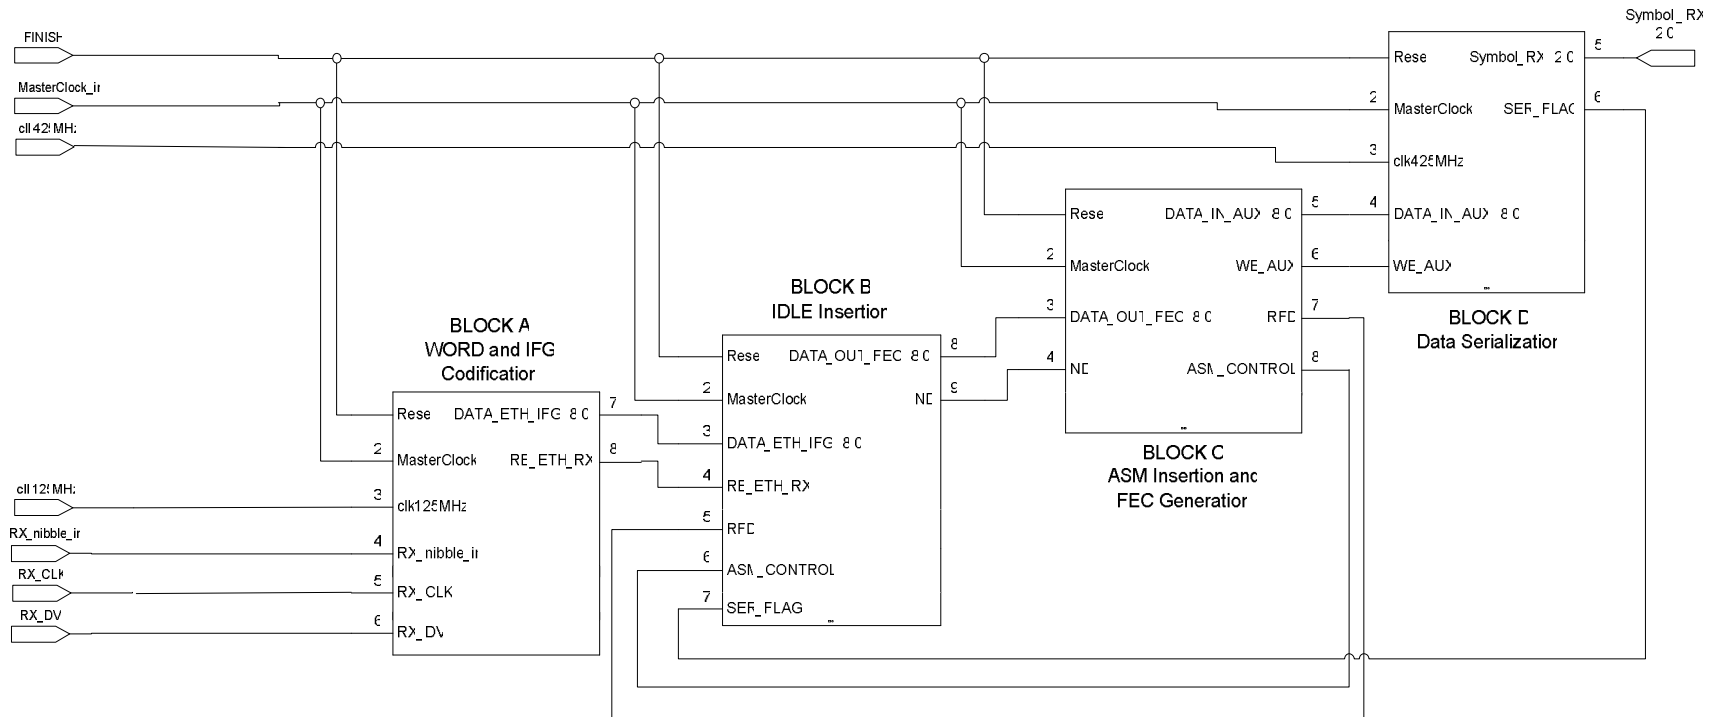 FINISH
MasterClock_ir
RX_nibble_ir
RX_CLK
RX_DV
Symbol_RX
2 0
Rese
Symbol_RX 2 0
5
2
MasterClock
SER_FLAG
6
3
clk425MHz
4
DATA_IN_AUX 8 0
WE_AUX
BLOCK D
Data Serialization
Rese
DATA_IN_AUX 8 0
5
2
MasterClock
WE_AUX
6
3
DATA_OUT_FEC 8 0
RFD
7
4
ND
ASM_CONTROL
8
BLOCK C
ASM Insertion and
FEC Generation
BLOCK B
IDLE Insertion
Rese
DATA_OUT_FEC 8 0
8
2
MasterClock
ND
9
3
DATA_ETH_IFG 8 0
4
RE_ETH_RX
5
RFD
6
ASM_CONTROL
7
SER_FLAG
BLOCK A
WORD and IFG
Codification
Rese
DATA_ETH_IFG 8 0
7
2
MasterClock
RE_ETH_RX
8
3
clk125MHz
4
RX_nibble_ir
5
RX_CLK
6
RX_DV